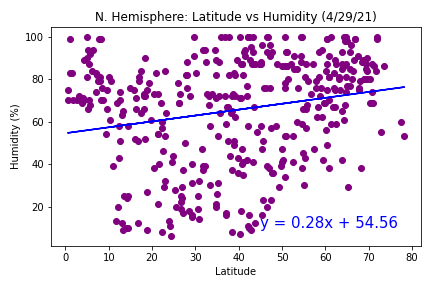 N. Hemisphere: Latitude vs Humidity (4/29/21)
100
80
60
40
20
Humidity (%)
y = 0.28x + 54.56
0 10 20 30 40 50 60 70 80
Latitude